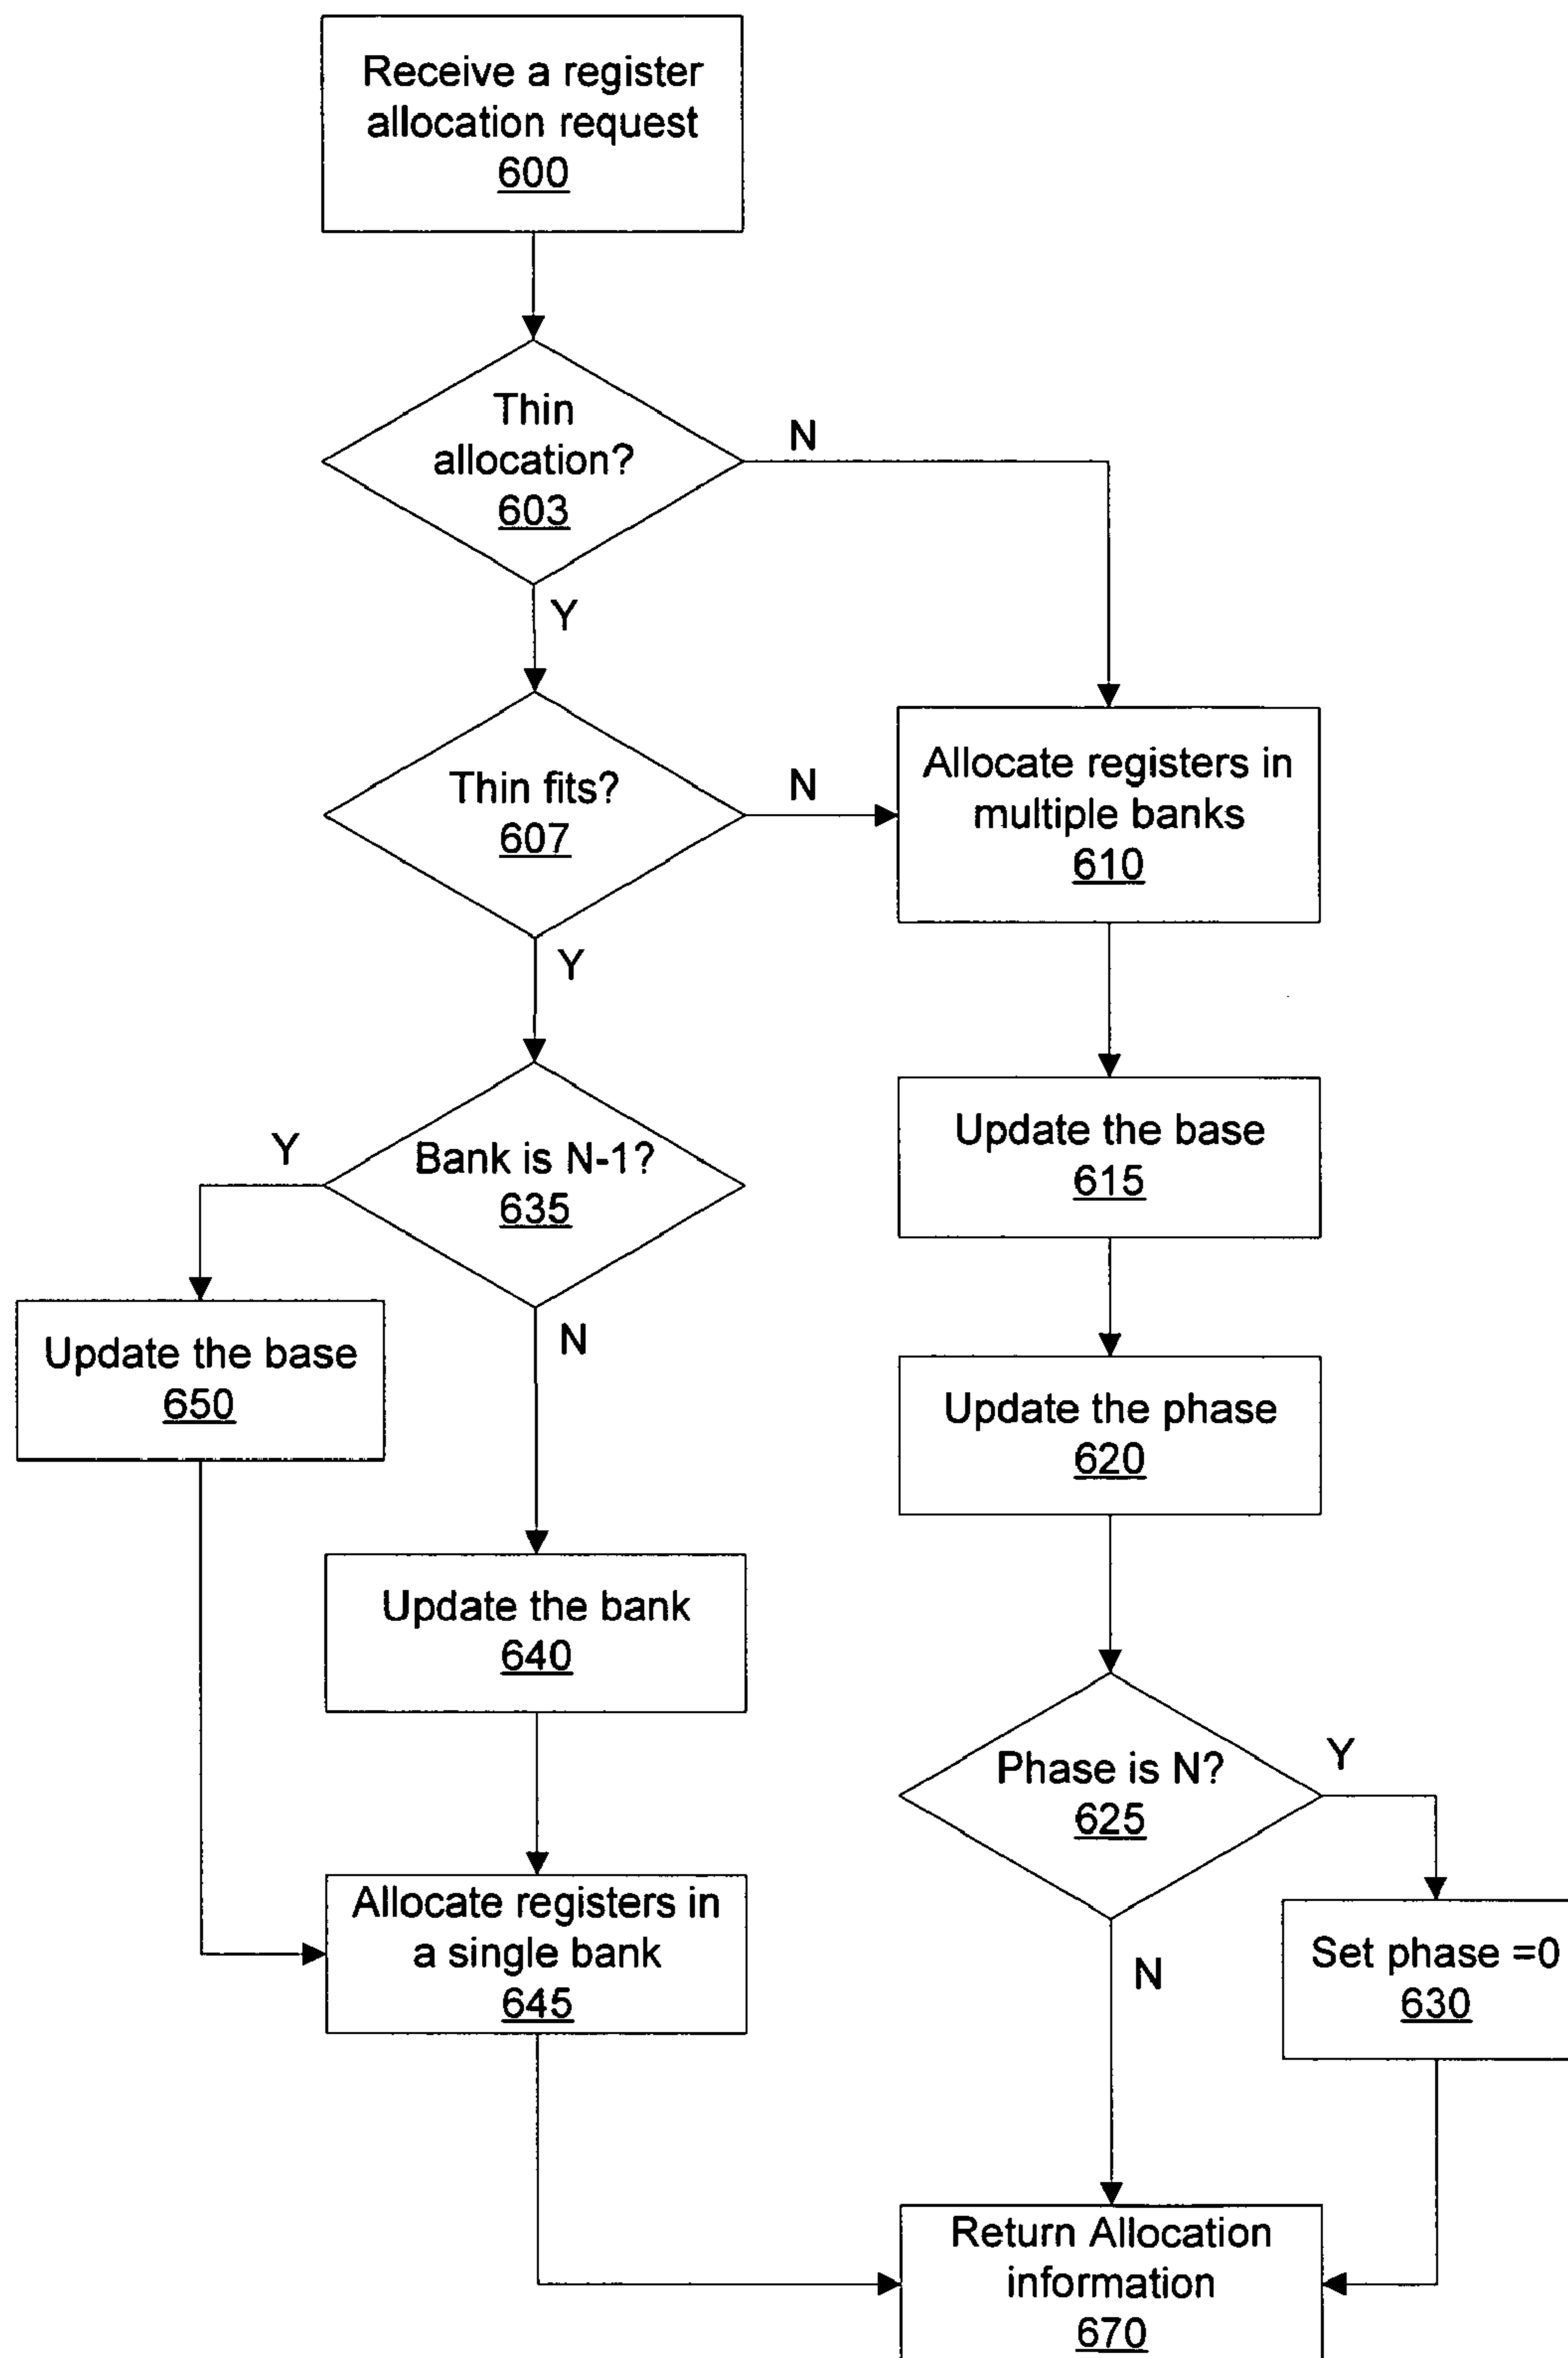 Receive a register
allocation request
600
Thin
allocation?
603
N
Y
Thin fits?
607
N
Allocate registers in
multiple banks
610
Y
Bank is N-1?
635
Y
N
Update the base
615
Update the base
650
Update the phase
620
Update the bank
640
Phase is N?
625
Y
N
Allocate registers in
a single bank
645
Set phase =0
630
Return Allocation
information
670